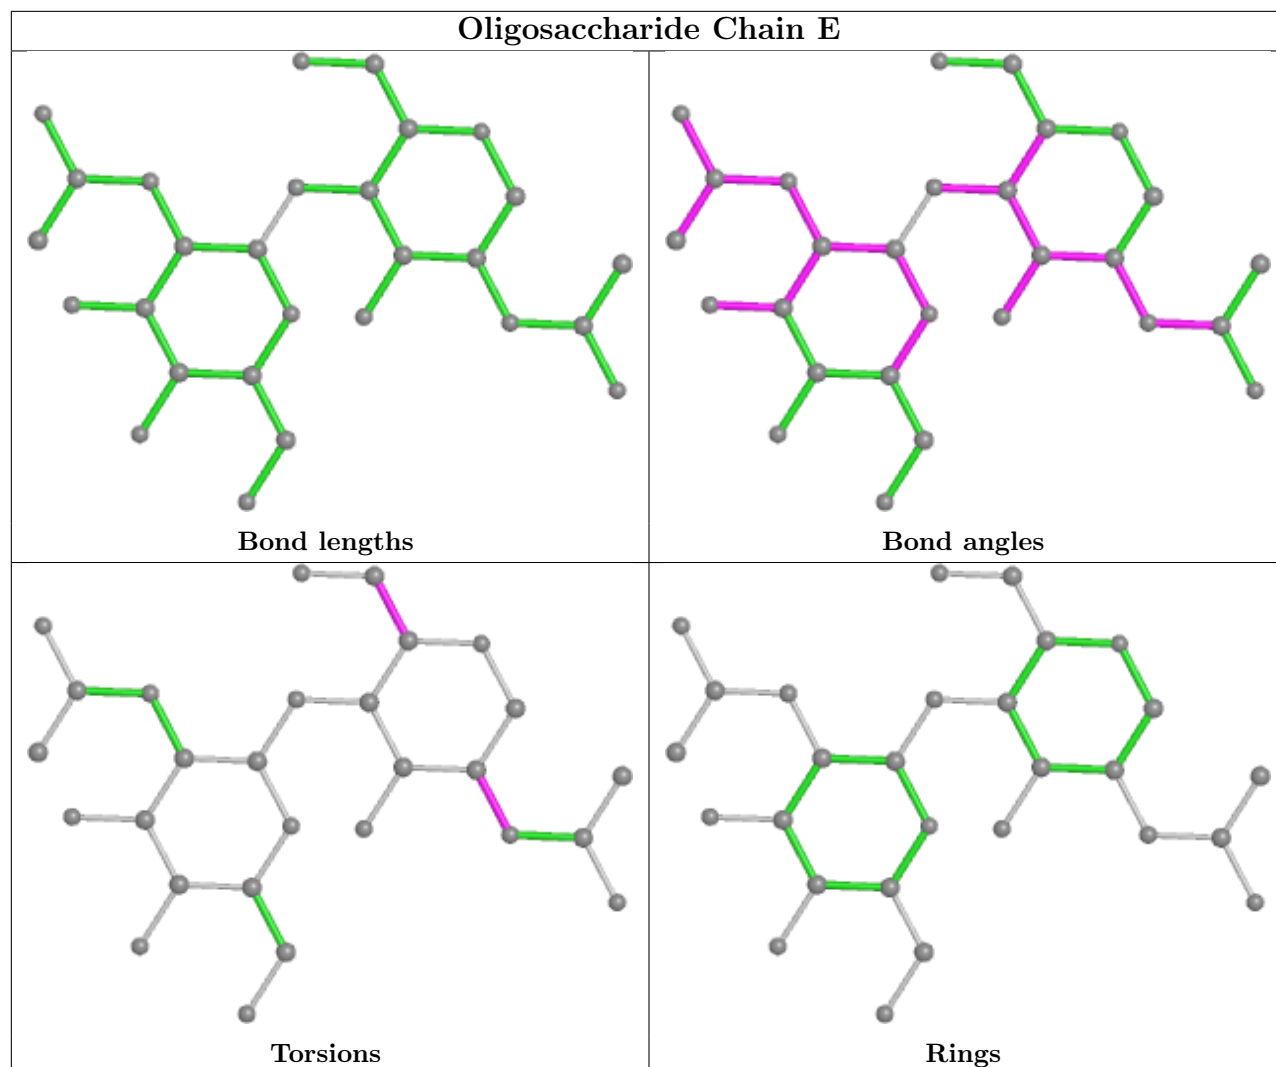 Oligosaccharide Chain E
Bond lengths
Bond angles
Torsions
Rings